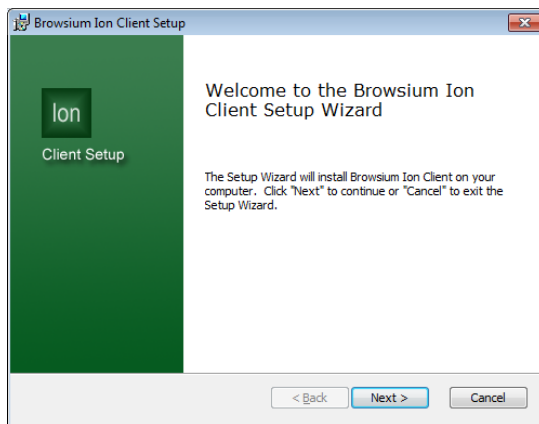 Browsium Ion Client Setup
Ion
Client Setup
Welcome to the Browsium Ion
Client Setup Wizard
The Setup Wizard will install Browsium Ion Client on your
computer. Click "Next" to continue or "Cancel" to exit the
Setup Wizard.
< Back
Next >
Cancel